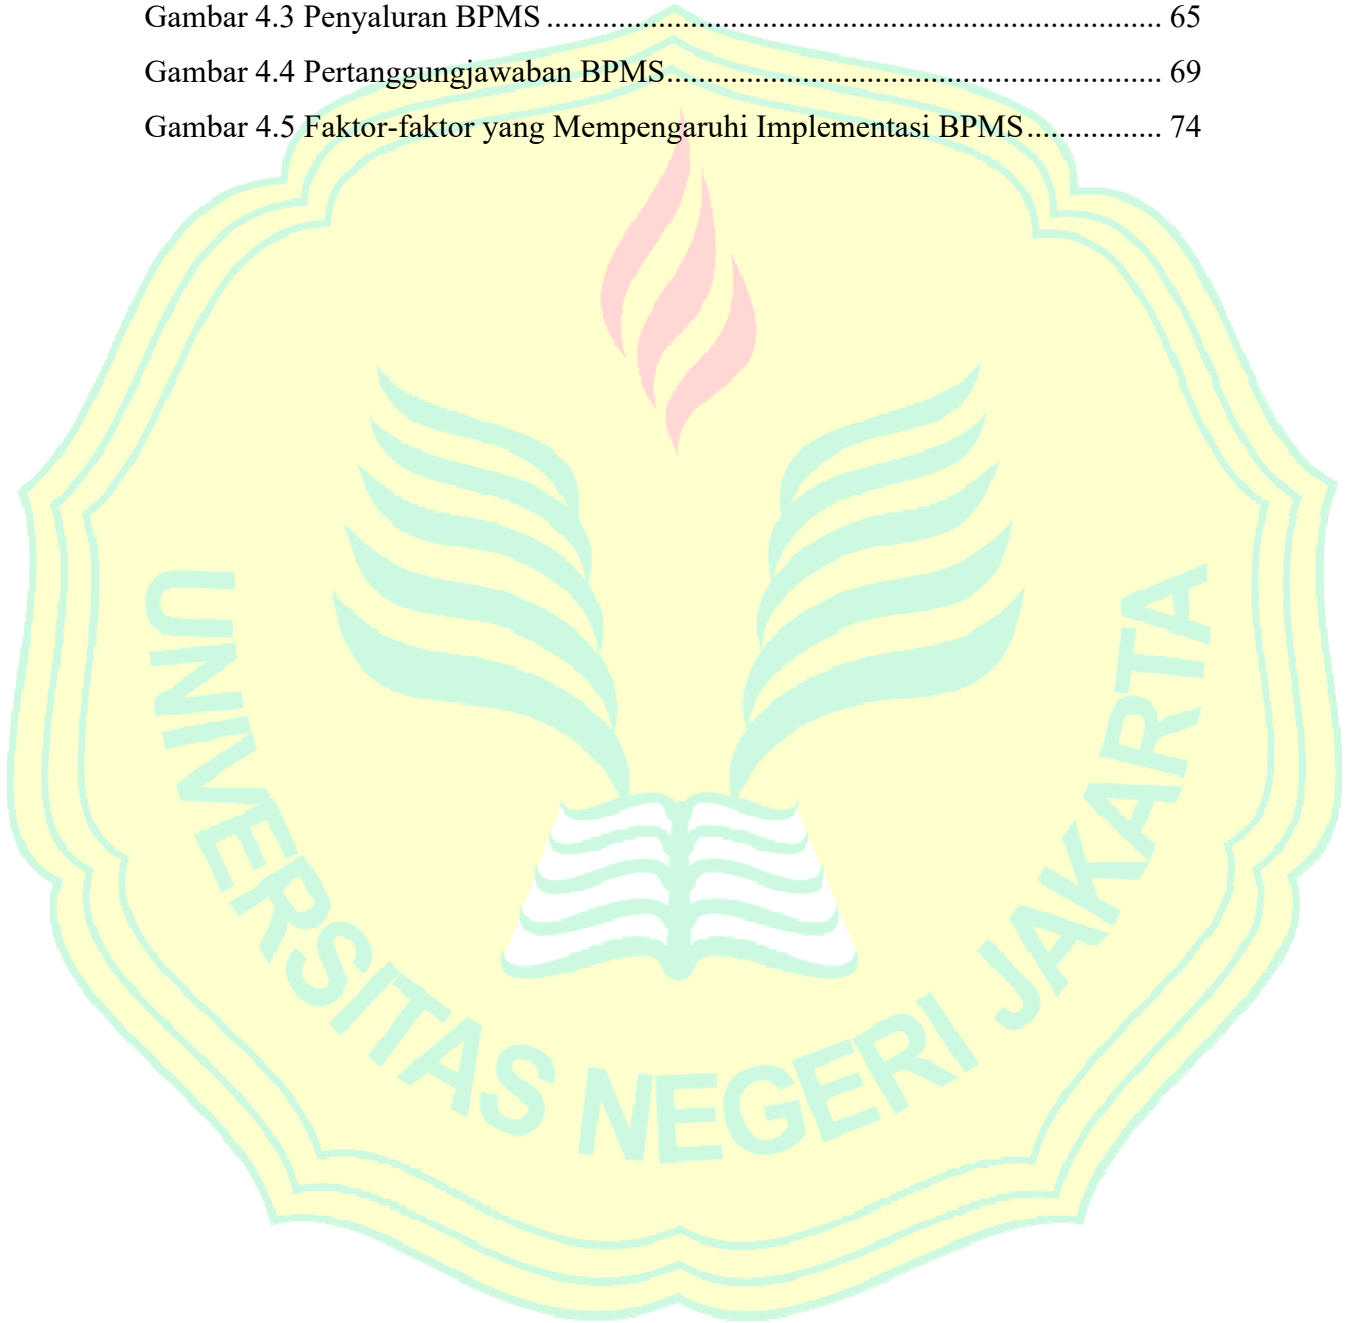 Gambar 4.3 Penyaluran BPMS ................................................................. 65
Gambar 4.4 Pertanggungjawaban BPMS.................................................... 69
Gambar 4.5 Faktor-faktor yang Mempengaruhi Implementasi BPMS................ 74
UNIVERSITAS NEGERI JAKARTA